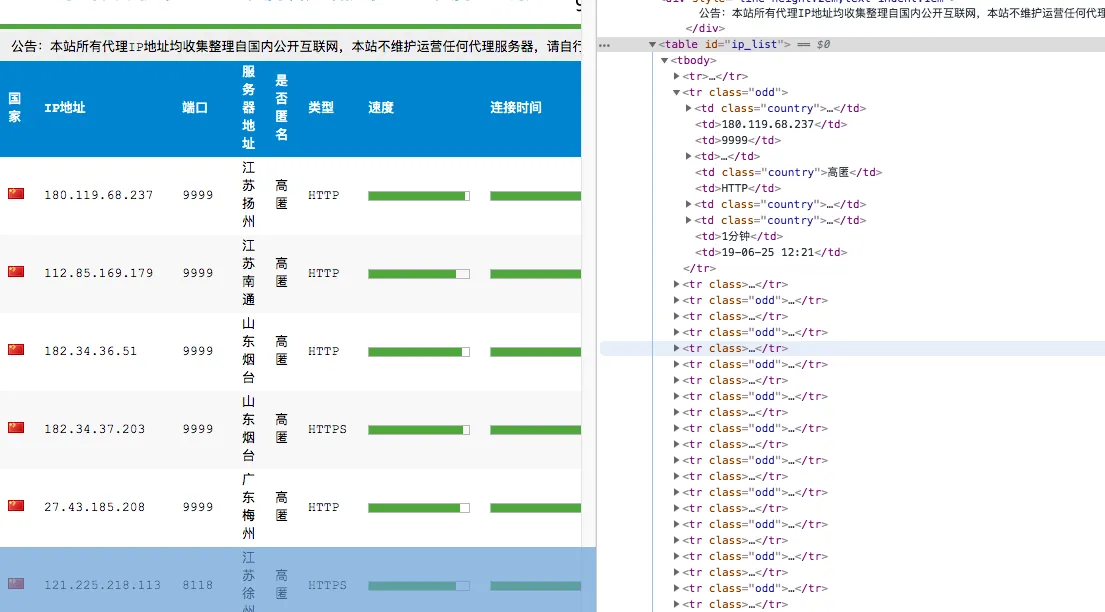 公告：本站所有代理IP地址均收集整理自国内公开互联网，本站不维护运营任何代理服务器，请自行
国家 IP地址 端口 服务器地址 是否匿名 类型 速度 连接时间
180.119.68.237 9999 江苏扬州 高匿 HTTP
112.85.169.179 9999 江苏南通 高匿 HTTP
182.34.36.51 9999 山东烟台 高匿 HTTP
182.34.37.203 9999 山东烟台 高匿 HTTPS
27.43.185.208 9999 广东梅州 高匿 HTTP
121.225.218.113 8118 江苏徐州 高匿 HTTPS
公告：本站所有代理IP地址均收集整理自国内公开互联网，本站不维护运营任何代理
</div>
••• ▼<table id="ip_list"> == $0
▼<tbody>
▶<tr>…</tr>
▼<tr class="odd">
▶<td class="country">…</td>
<td>180.119.68.237</td>
<td>9999</td>
▶<td>…</td>
<td class="country">高匿</td>
<td>HTTP</td>
▶<td class="country">…</td>
▶<td class="country">…</td>
<td>1分钟</td>
<td>19-06-25 12:21</td>
</tr>
▶<tr class>…</tr>
▶<tr class="odd">…</tr>
▶<tr class>…</tr>
▶<tr class="odd">…</tr>
▶<tr class>…</tr>
▶<tr class="odd">…</tr>
▶<tr class>…</tr>
▶<tr class="odd">…</tr>
▶<tr class>…</tr>
▶<tr class="odd">…</tr>
▶<tr class>…</tr>
▶<tr class="odd">…</tr>
▶<tr class>…</tr>
▶<tr class="odd">…</tr>
▶<tr class>…</tr>
▶<tr class="odd">…</tr>
▶<tr class>…</tr>
▶<tr class="odd">…</tr>
▶<tr class>…</tr>
▶<tr class="odd">…</tr>
▶<tr class>…</tr>